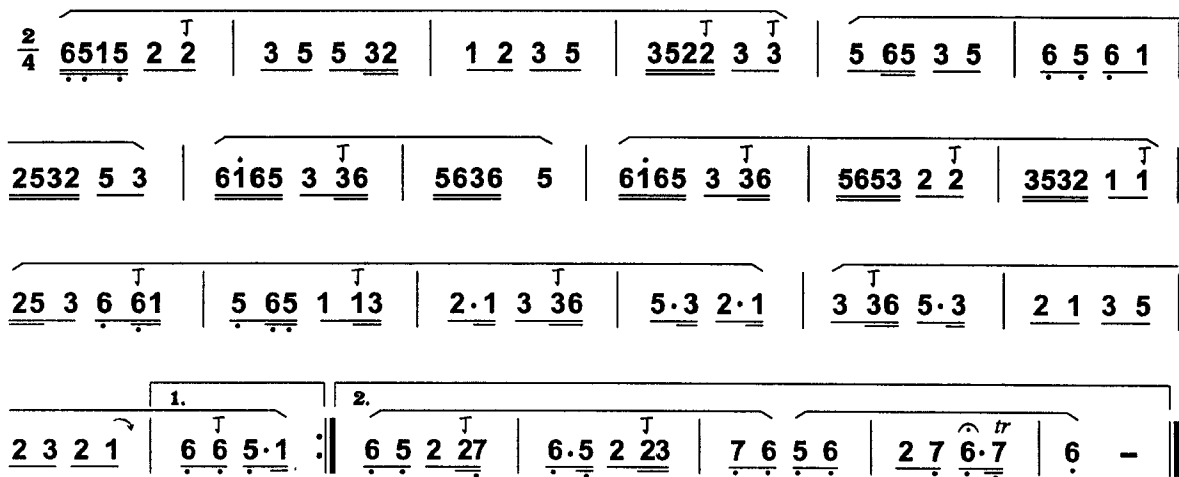 2/4 6515 2 2 | 3 5 5 32 | 1 2 3 5 | 3522 3 3 | 5 65 3 5 | 6 5 6 1 |
2532 5 3 | 6i65 3 36 | 5636 5 | 6i65 3 36 | 5653 2 2 | 3532 1 1 |
25 3 6 61 | 5 65 1 13 | 2·1 3 36 | 5·3 2·1 | 3 36 5·3 | 2 1 3 5 |
1. 2. tr
2 3 2 1 | 6 6 5·1 :‖ 6 5 2 27 | 6·5 2 23 | 7 6 5 6 | 2 7 6·7 | 6 – ‖